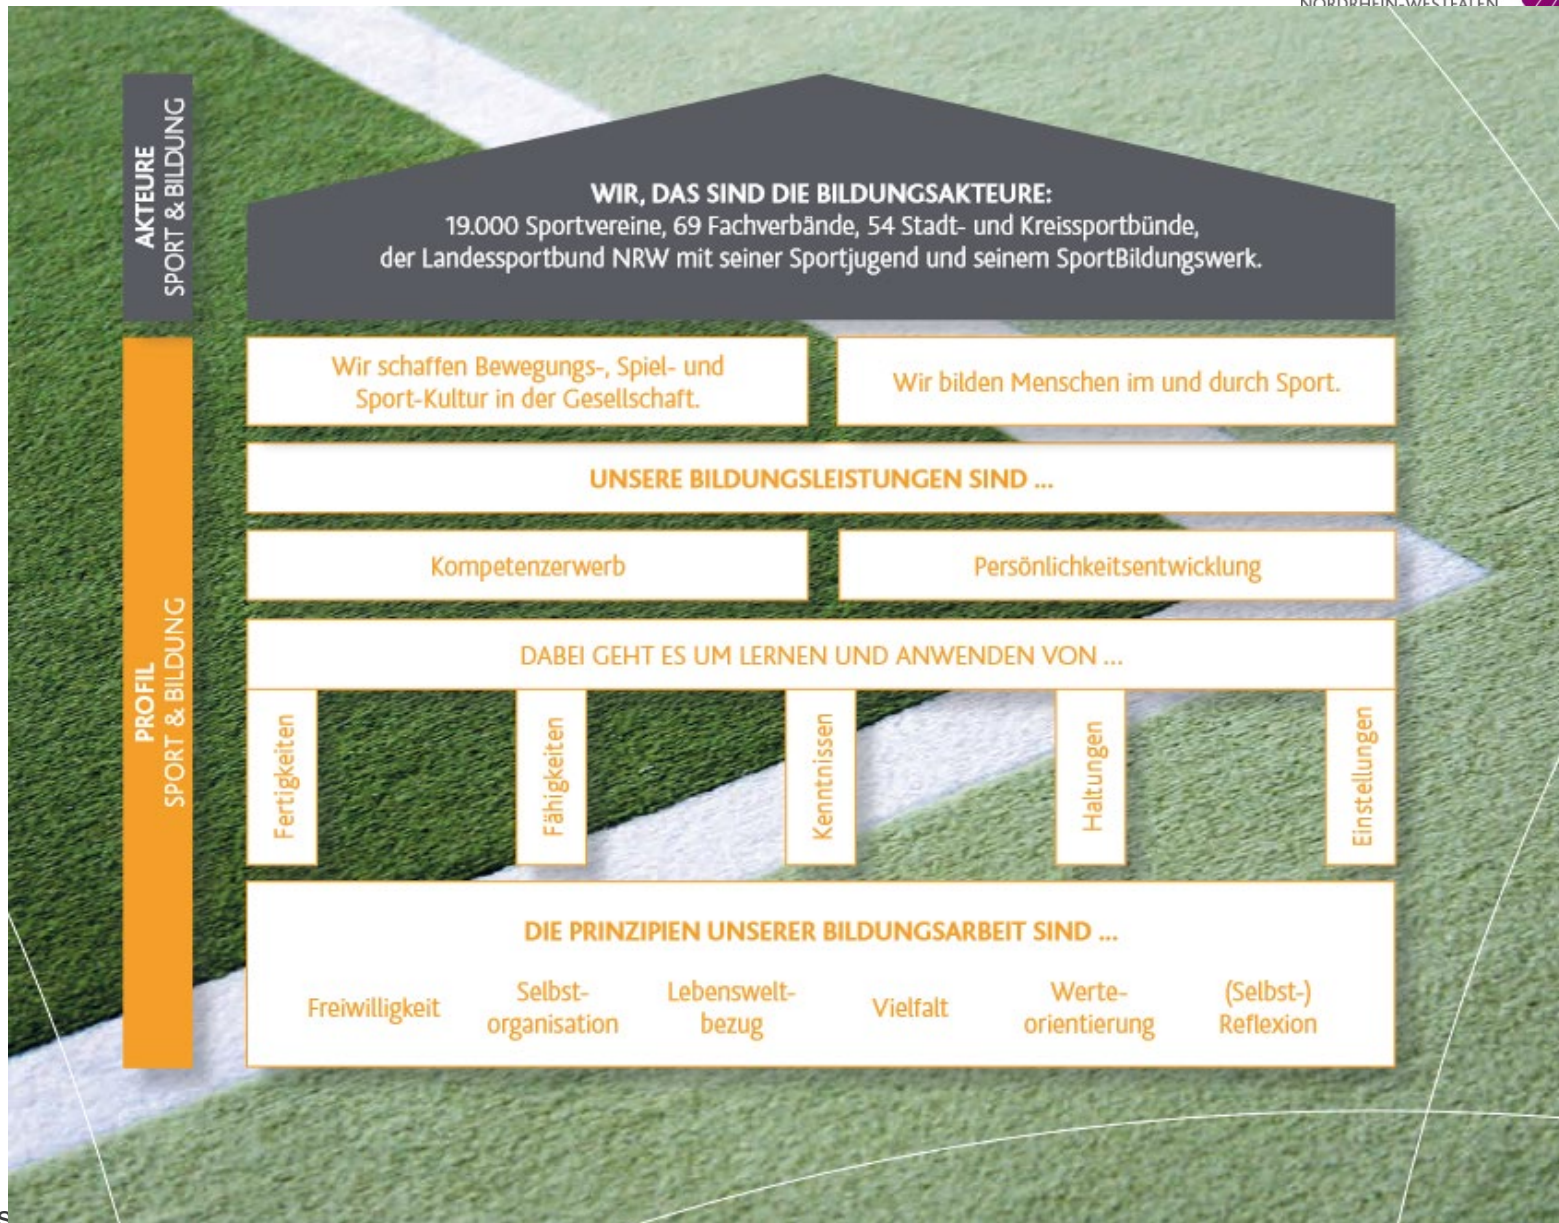 NORDRHEIN-WESTFALEN
AKTEURE
SPORT & BILDUNG
WIR, DAS SIND DIE BILDUNGSAKTEURE:
19.000 Sportvereine, 69 Fachverbände, 54 Stadt- und Kreissportbünde,
der Landessportbund NRW mit seiner Sportjugend und seinem SportBildungswerk.
PROFIL
SPORT & BILDUNG
Wir schaffen Bewegungs-, Spiel- und
Sport-Kultur in der Gesellschaft.
Wir bilden Menschen im und durch Sport.
UNSERE BILDUNGSLEISTUNGEN SIND ...
Kompetenzerwerb
Persönlichkeitsentwicklung
DABEI GEHT ES UM LERNEN UND ANWENDEN VON ...
Fertigkeiten
Fähigkeiten
Kenntnissen
Haltungen
Einstellungen
DIE PRINZIPIEN UNSERER BILDUNGSARBEIT SIND ...
Freiwilligkeit
Selbst-
organisation
Lebenswelt-
bezug
Vielfalt
Werte-
orientierung
(Selbst-)
Reflexion